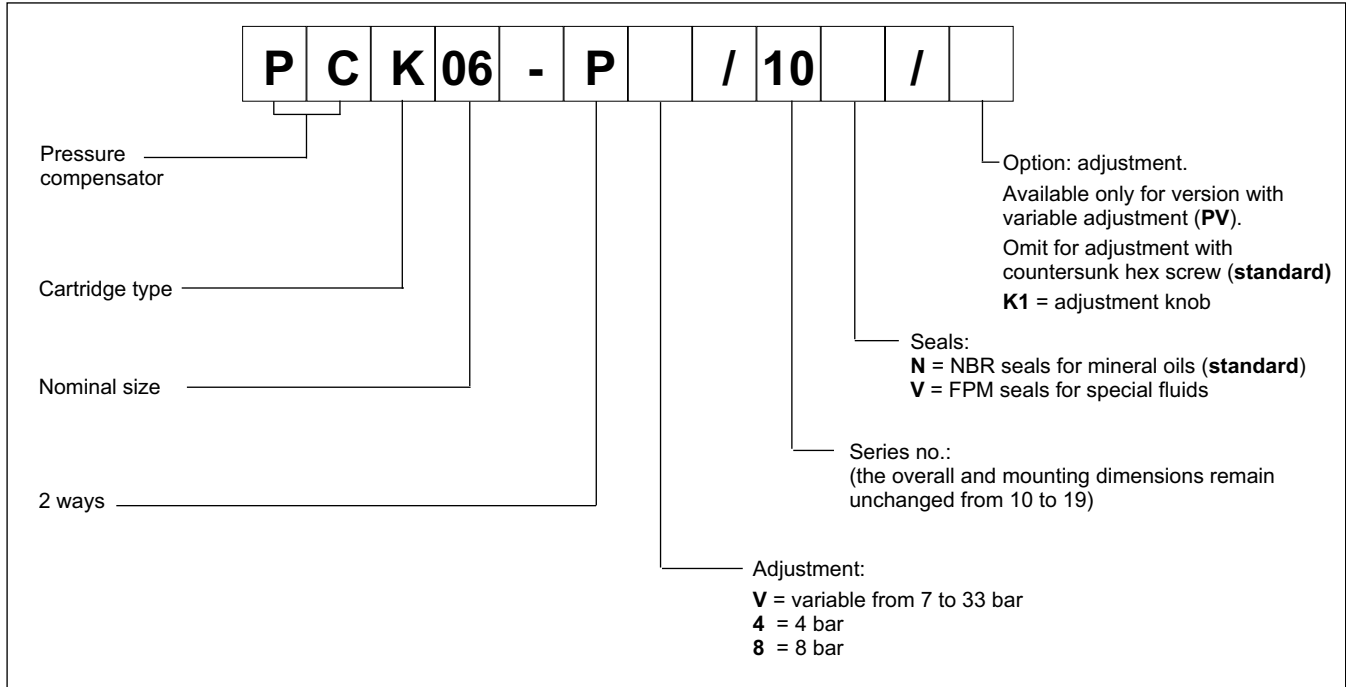 P C K 06 - P / 10 /
Pressure
compensator
Cartridge type
Nominal size
2 ways
Option: adjustment.
Available only for version with
variable adjustment (PV).
Omit for adjustment with
countersunk hex screw (standard)
K1 = adjustment knob
Seals:
N = NBR seals for mineral oils (standard)
V = FPM seals for special fluids
Series no.:
(the overall and mounting dimensions remain
unchanged from 10 to 19)
Adjustment:
V = variable from 7 to 33 bar
4 = 4 bar
8 = 8 bar